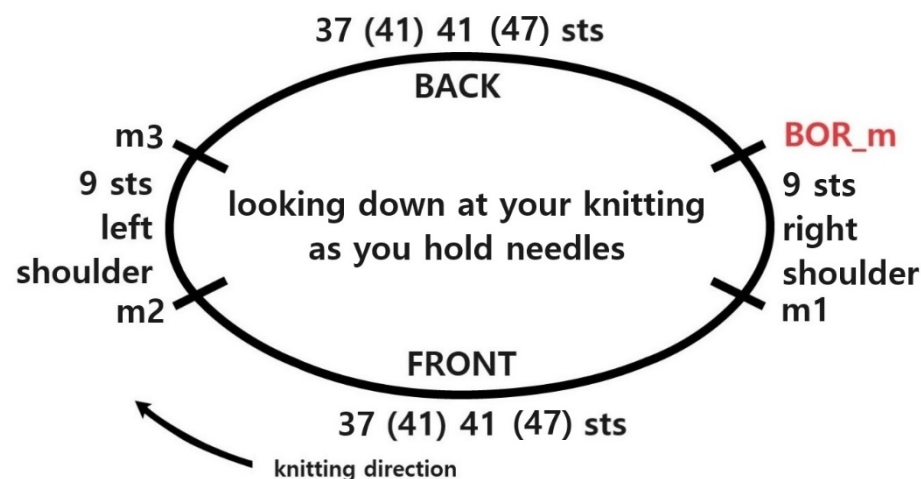 37 (41) 41 (47) sts
BACK
m3
9 sts
left
shoulder
m2
looking down at your knitting
as you hold needles
BOR_m
9 sts
right
shoulder
m1
FRONT
37 (41) 41 (47) sts
knitting direction